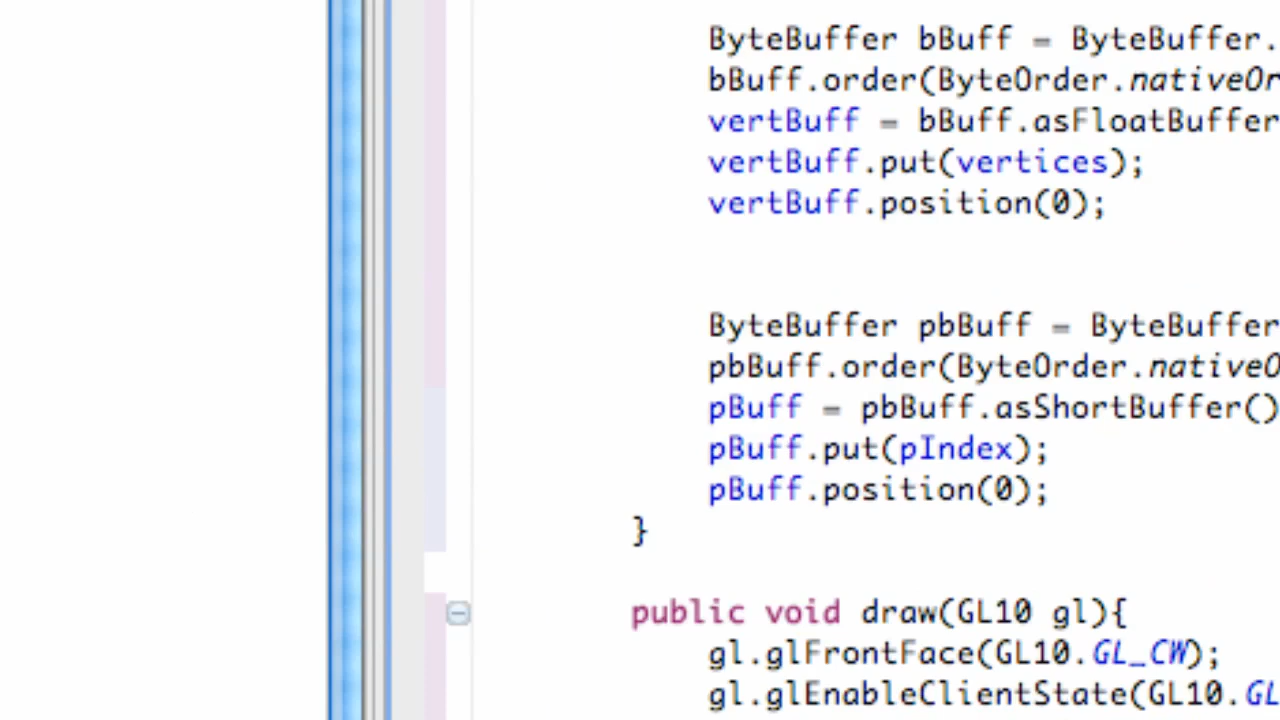 ByteBuffer bBuff = ByteBuffer.
bBuff.order(ByteOrder.nativeOr
vertBuff = bBuff.asFloatBuffer
vertBuff.put(vertices);
vertBuff.position(0);
ByteBuffer pbBuff = ByteBuffer
pbBuff.order(ByteOrder.nativeO
pBuff = pbBuff.asShortBuffer()
pBuff.put(pIndex);
pBuff.position(0);
}
public void draw(GL10 gl){
gl.glFrontFace(GL10.GL_CW);
gl.glEnableClientState(GL10.GL